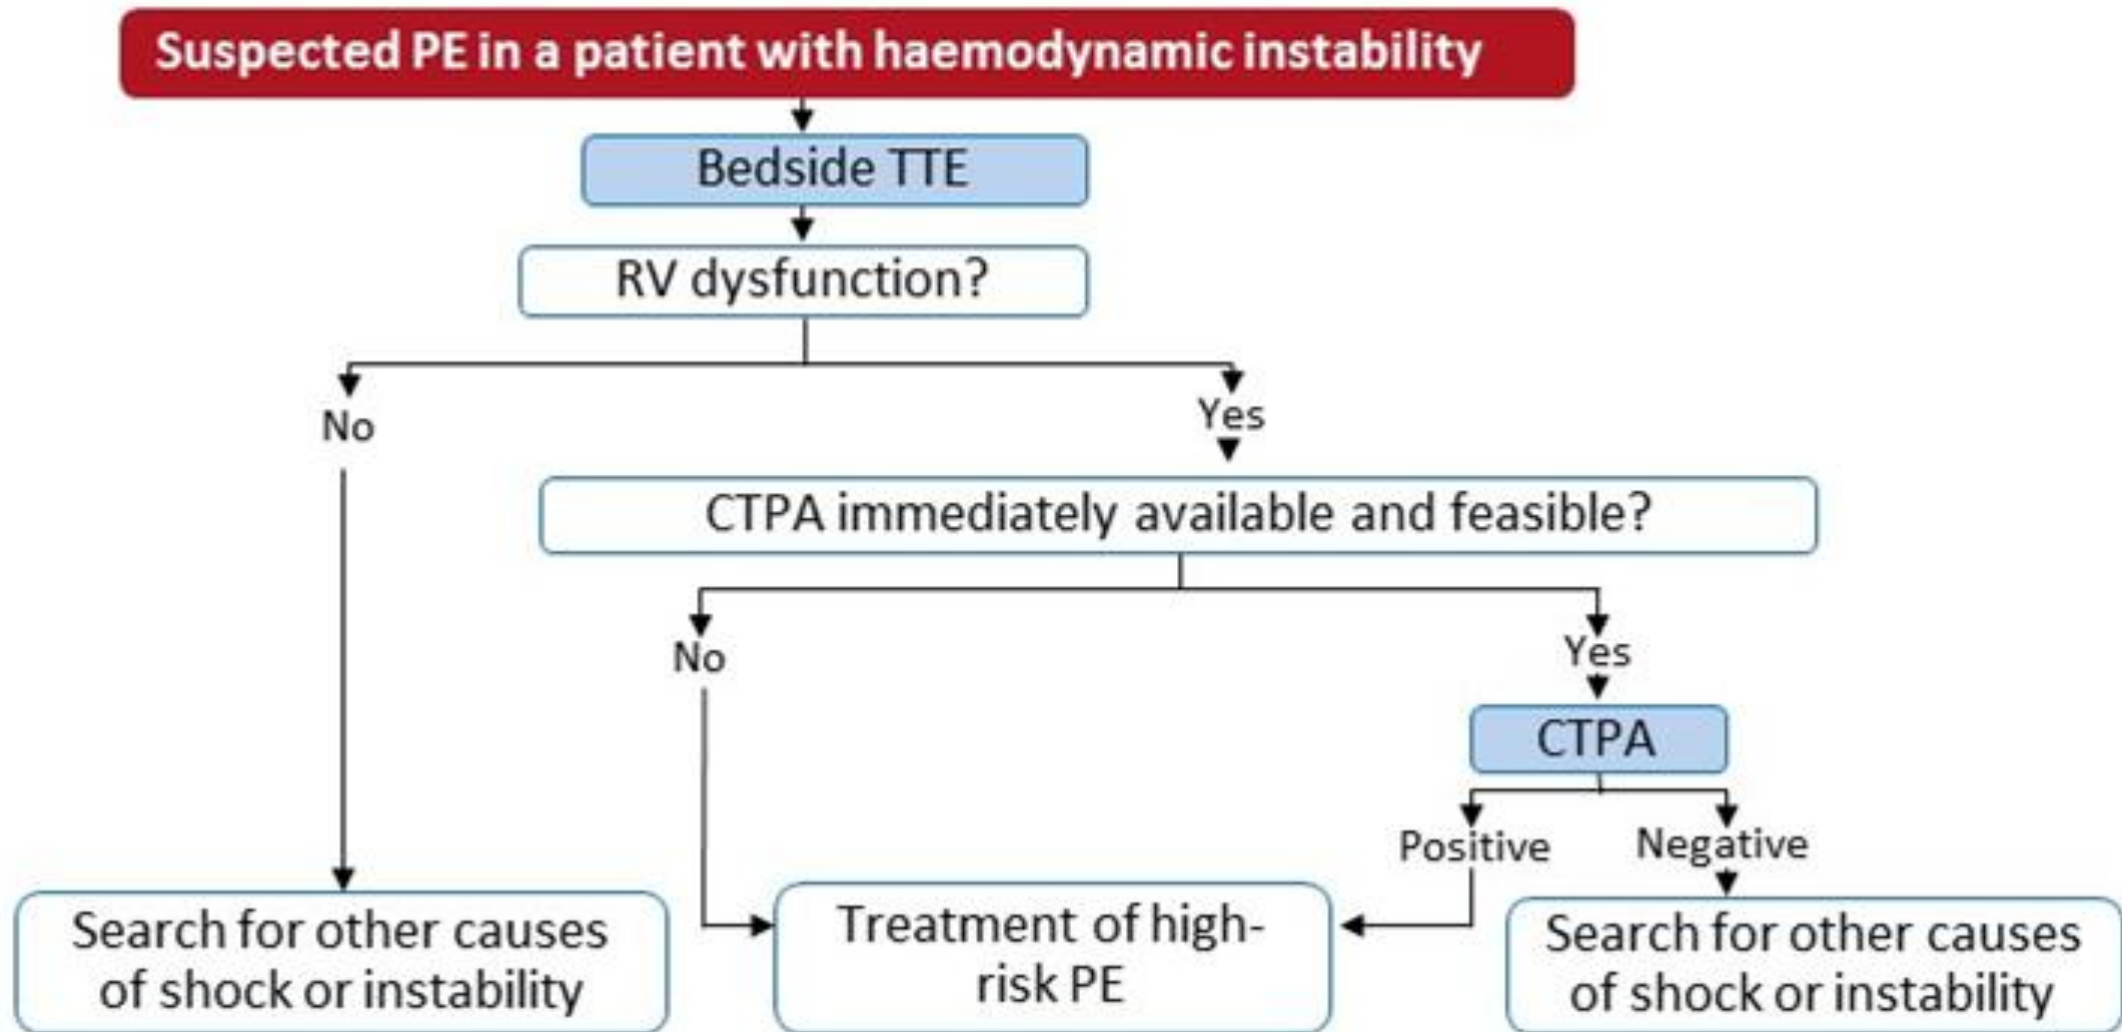 Suspected PE in a patient with haemodynamic instability
Bedside TTE
RV dysfunction?
No
Yes
CTPA immediately available and feasible?
No
Yes
CTPA
Positive
Negative
Search for other causes
of shock or instability
Treatment of high-
risk PE
Search for other causes
of shock or instability